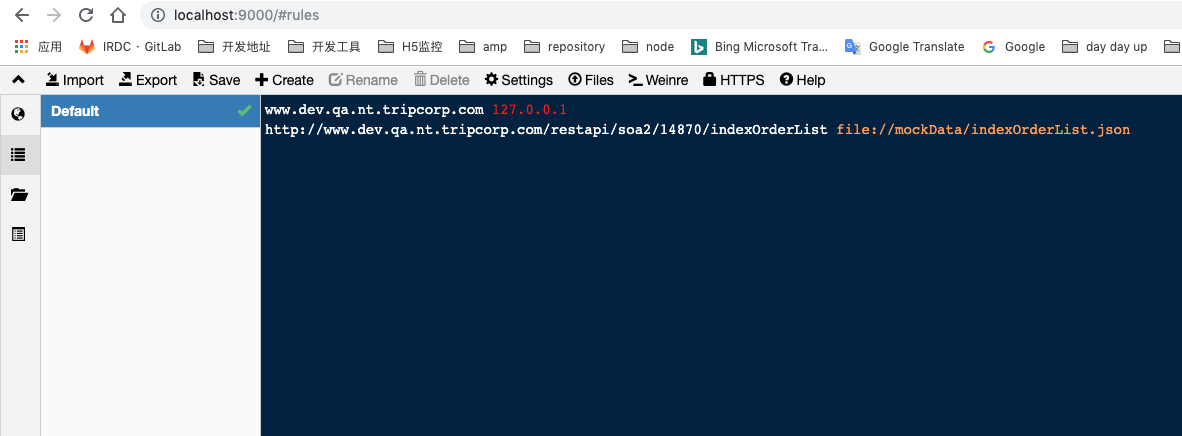 localhost:9000/#rules
应用 IRDC · GitLab 开发地址 开发工具 H5监控 amp repository node Bing Microsoft Tra... Google Translate Google day day up
Import Export Save Create Rename Delete Settings Files Weinre HTTPS Help
Default
www.dev.qa.nt.tripcorp.com 127.0.0.1
http://www.dev.qa.nt.tripcorp.com/restapi/soa2/14870/indexOrderList file://mockData/indexOrderList.json